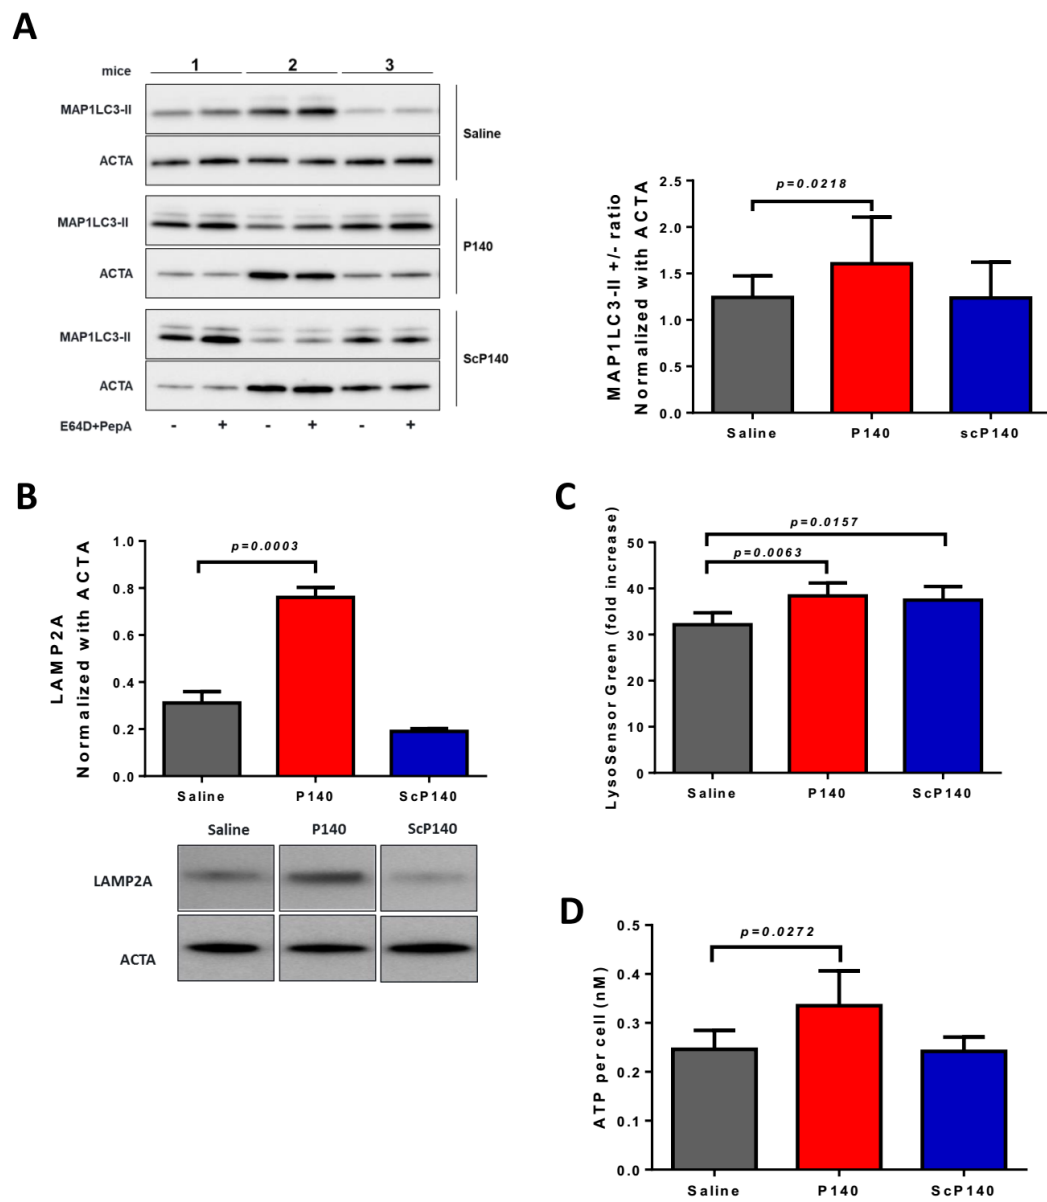 A
mice 1 2 3
MAP1LC3-II
Saline
ACTA
MAP1LC3-II
P140
ACTA
MAP1LC3-II
ScP140
ACTA
E64D+PepA - + - + - +
MAP1LC3-II +/- ratio
Normalized with ACTA
2.5
2.0
1.5
1.0
0.5
0.0
p=0.0218
Saline P140 scP140
B
LAMP2A
Normalized with ACTA
1.0
0.8
0.6
0.4
0.2
0.0
p=0.0003
Saline P140 ScP140
Saline P140 ScP140
LAMP2A
ACTA
C
LysoSensor Green (fold increase)
50
40
30
20
10
0
p=0.0157
p=0.0063
Saline P140 ScP140
D
ATP per cell (nM)
0.5
0.4
0.3
0.2
0.1
0.0
p=0.0272
Saline P140 ScP140